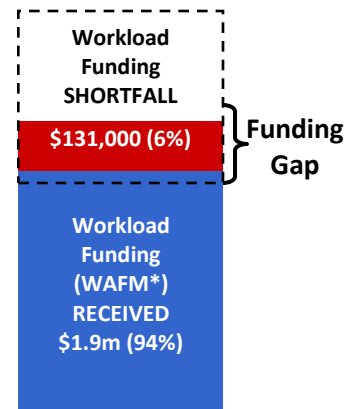 Workload
Funding
SHORTFALL
$131,000 (6%)
Funding
Gap
Workload
Funding
(WAFM*)
RECEIVED
$1.9m (94%)